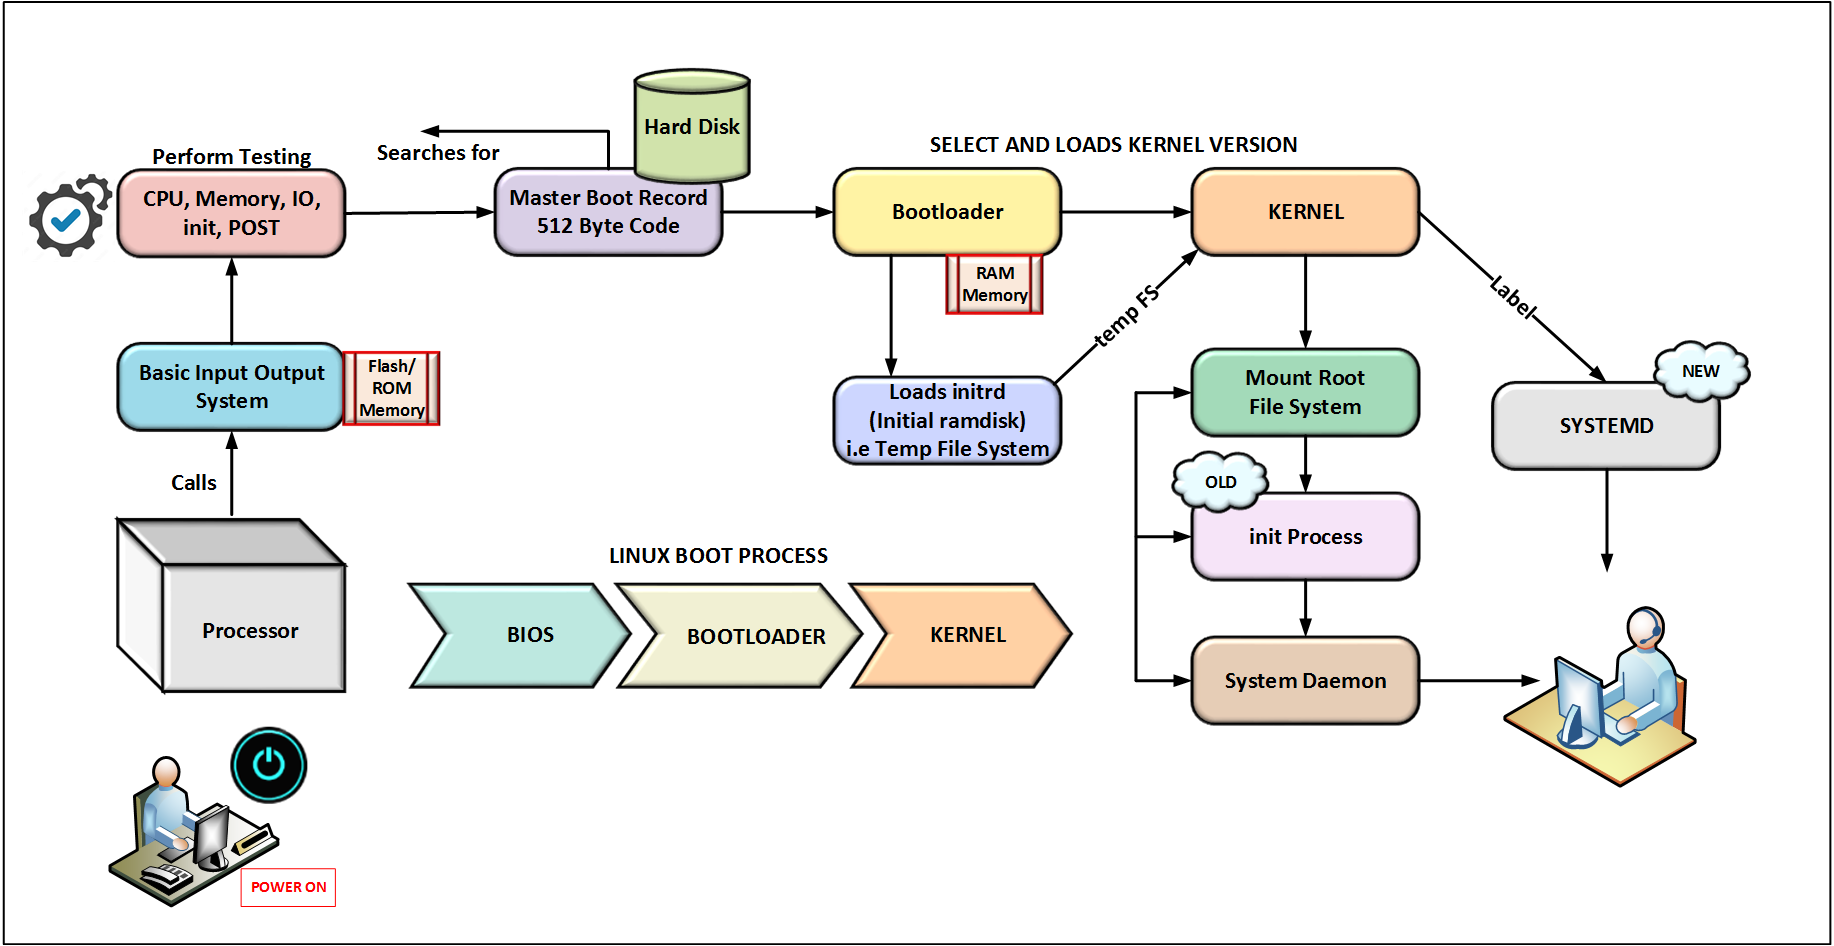 Hard Disk
Searches for
SELECT AND LOADS KERNEL VERSION
Perform Testing
CPU, Memory, IO,
init, POST
Master Boot Record
512 Byte Code
Bootloader
KERNEL
RAM
Memory
temp FS
Label
Basic Input Output
System
Flash/
ROM
Memory
Loads initrd
(Initial ramdisk)
i.e Temp File System
Mount Root
File System
NEW
SYSTEMD
Calls
OLD
init Process
LINUX BOOT PROCESS
Processor
BIOS
BOOTLOADER
KERNEL
System Daemon
POWER ON